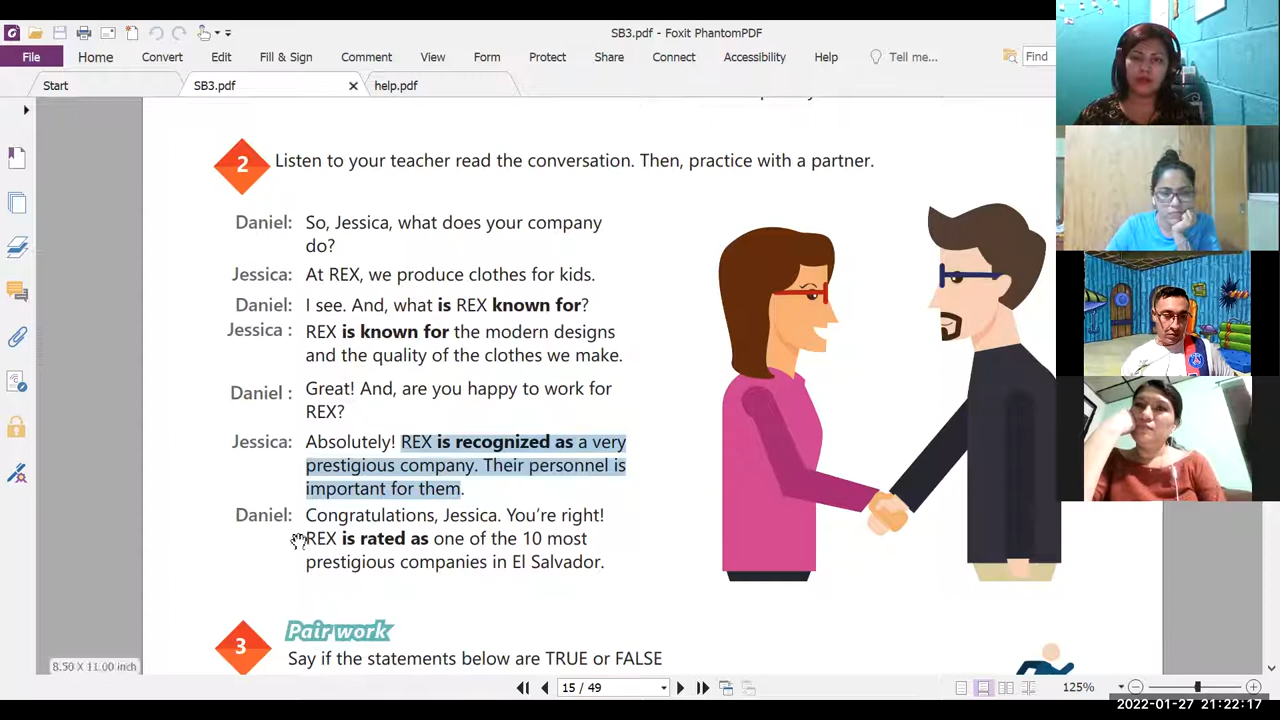 SB3.pdf - Foxit PhantomPDF
File Home Convert Edit Fill & Sign Comment View Form Protect Share Connect Accessibility Help Tell me... Find
Start SB3.pdf help.pdf
2 Listen to your teacher read the conversation. Then, practice with a partner.
Daniel: So, Jessica, what does your company
do?
Jessica: At REX, we produce clothes for kids.
Daniel: I see. And, what is REX known for?
Jessica : REX is known for the modern designs
and the quality of the clothes we make.
Daniel : Great! And, are you happy to work for
REX?
Jessica: Absolutely! REX is recognized as a very
prestigious company. Their personnel is
important for them.
Daniel: Congratulations, Jessica. You're right!
REX is rated as one of the 10 most
prestigious companies in El Salvador.
3 Pair work
Say if the statements below are TRUE or FALSE
8.50 X 11.00 inch
15 / 49
125%
2022-01-27 21:22:17